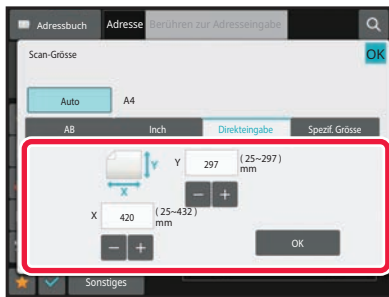 Adressbuch Adresse Berühren zur Adresseingabe
Scan-Grösse OK
Auto A4
AB Inch Direkteingabe Spezif. Grösse
Y Y 297 (25~297) mm
X
− +
X 420 (25~432) mm
− + OK
Sonstiges